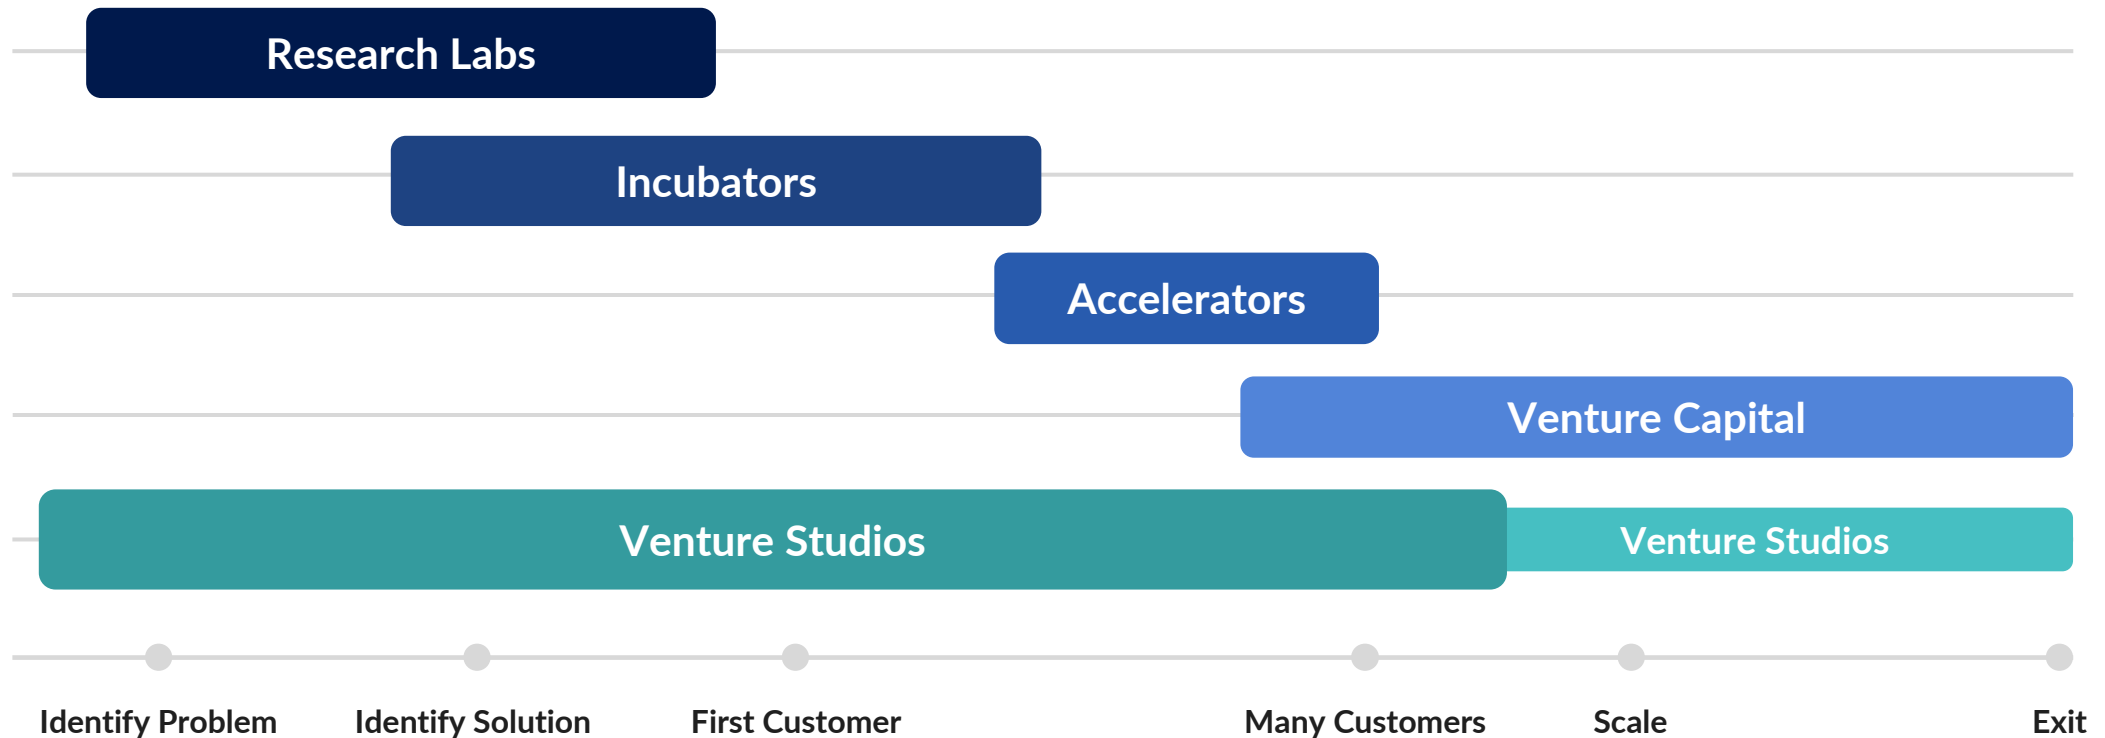 Research Labs
Incubators
Accelerators
Venture Capital
Venture Studios
Venture Studios
Identify Problem
Identify Solution
First Customer
Many Customers
Scale
Exit